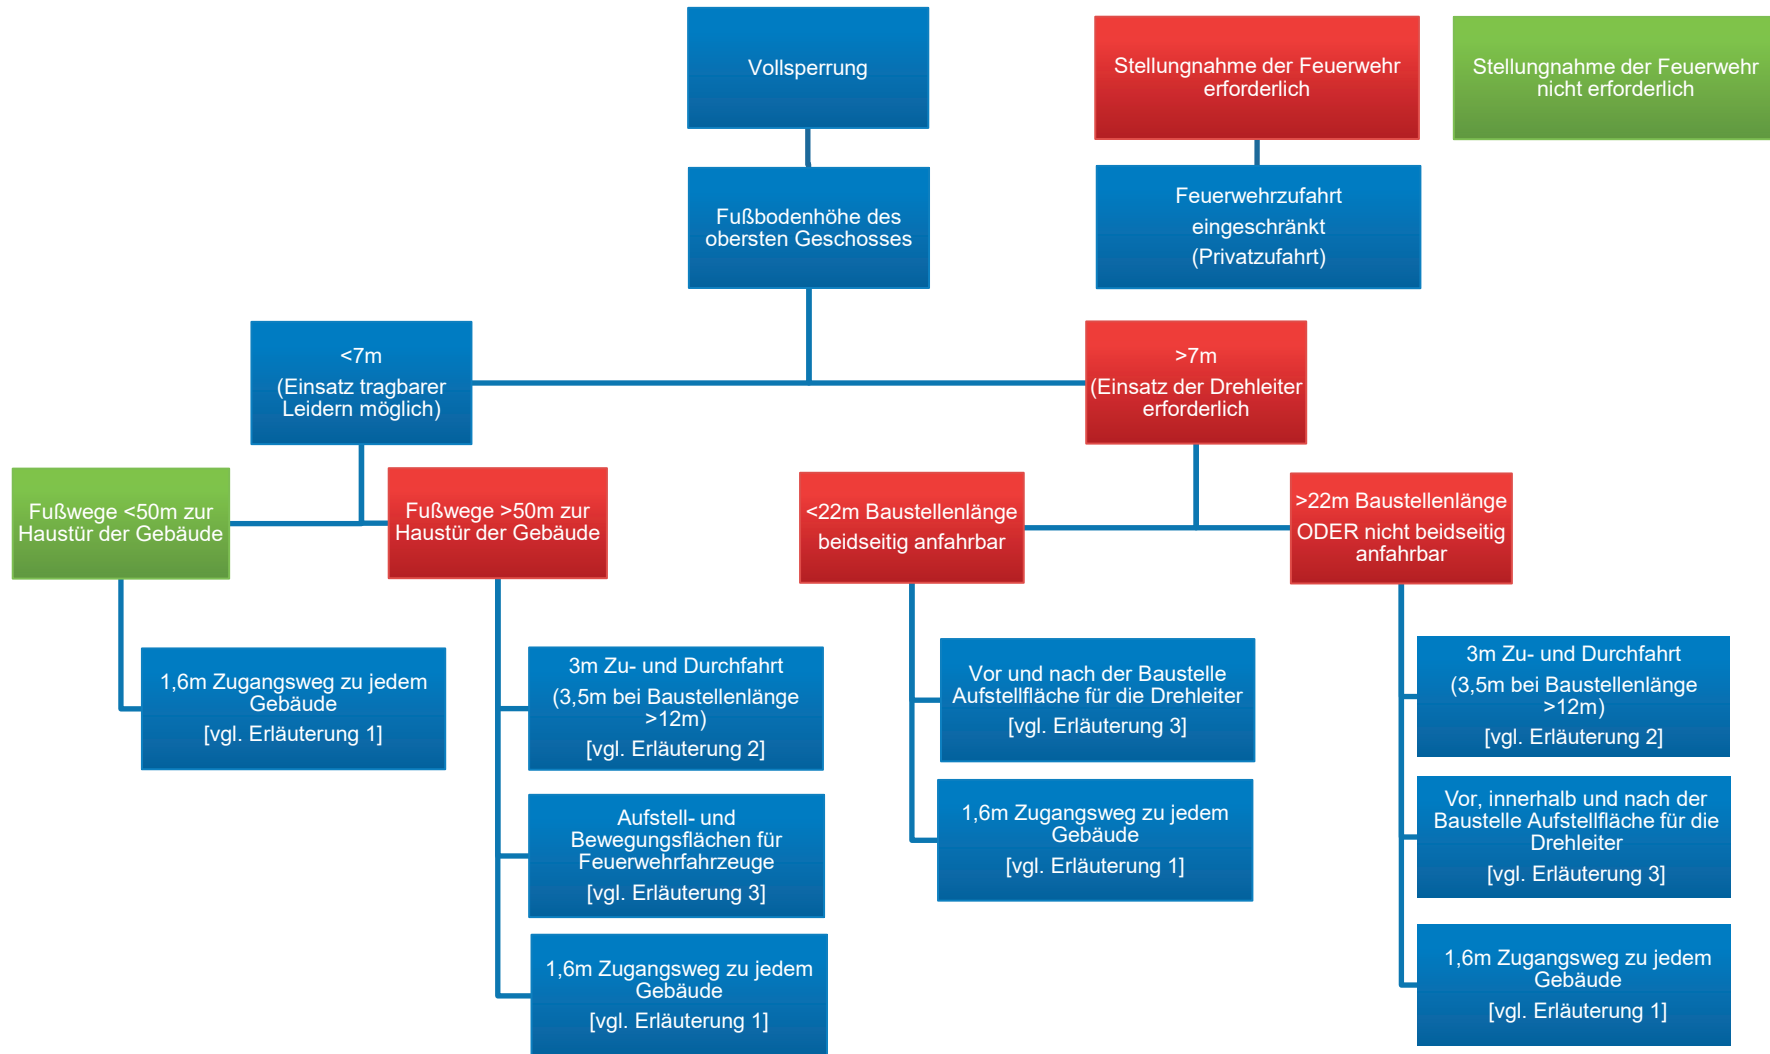 Vollsperrung
Stellungnahme der Feuerwehr
erforderlich
Stellungnahme der Feuerwehr
nicht erforderlich
Fußbodenhöhe des
obersten Geschosses
Feuerwehrzufahrt
eingeschränkt
(Privatzufahrt)
<7m
(Einsatz tragbarer
Leidern möglich)
>7m
(Einsatz der Drehleiter
erforderlich
Fußwege <50m zur
Haustür der Gebäude
Fußwege >50m zur
Haustür der Gebäude
<22m Baustellenlänge
beidseitig anfahrbar
>22m Baustellenlänge
ODER nicht beidseitig
anfahrbar
1,6m Zugangsweg zu jedem
Gebäude
[vgl. Erläuterung 1]
3m Zu- und Durchfahrt
(3,5m bei Baustellenlänge
>12m)
[vgl. Erläuterung 2]
Aufstell- und
Bewegungsflächen für
Feuerwehrfahrzeuge
[vgl. Erläuterung 3]
1,6m Zugangsweg zu jedem
Gebäude
[vgl. Erläuterung 1]
Vor und nach der Baustelle
Aufstellfläche für die Drehleiter
[vgl. Erläuterung 3]
1,6m Zugangsweg zu jedem
Gebäude
[vgl. Erläuterung 1]
3m Zu- und Durchfahrt
(3,5m bei Baustellenlänge
>12m)
[vgl. Erläuterung 2]
Vor, innerhalb und nach der
Baustelle Aufstellfläche für die
Drehleiter
[vgl. Erläuterung 3]
1,6m Zugangsweg zu jedem
Gebäude
[vgl. Erläuterung 1]